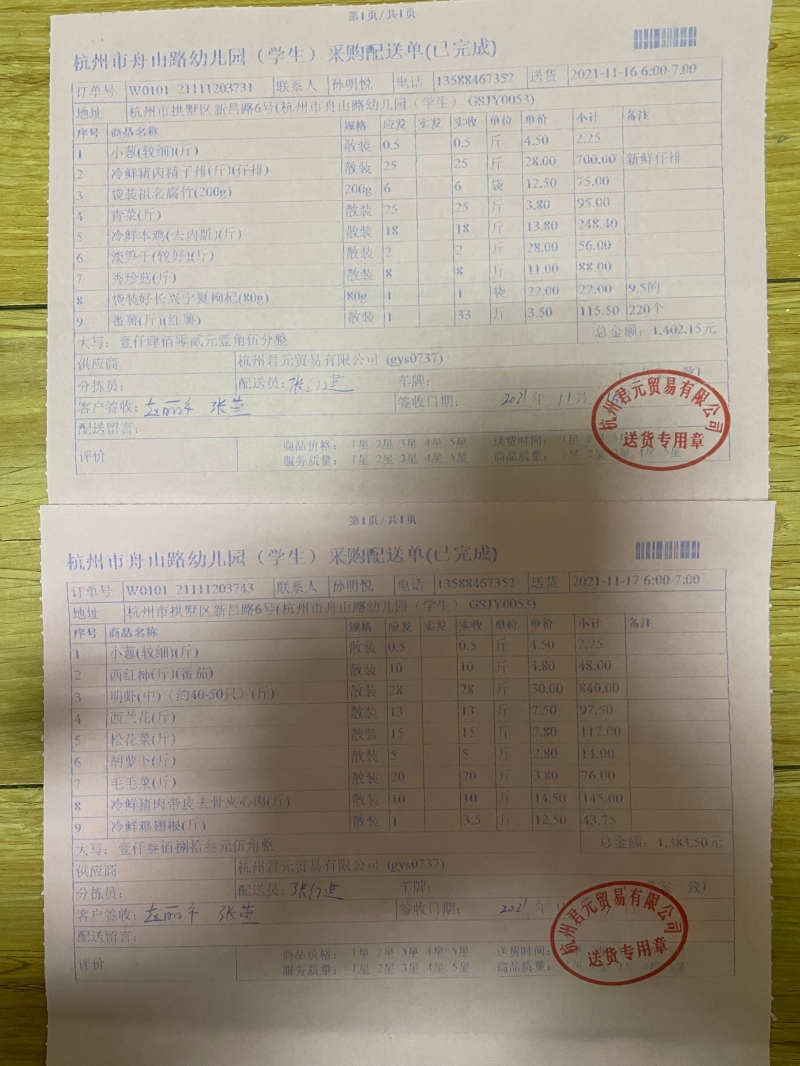 第1页/共1页
杭州市舟山路幼儿园（学生）采购配送单(已完成)
订单号 W0101 21111203731 联系人 孙明悦 电话 13588467352 送货 2021-11-16 6:00-7:00
地址 杭州市拱墅区新昌路6号(杭州市舟山路幼儿园（学生） GSJY0053)
序号 商品名称 规格 应发 实发 实收 单位 单价 小计 备注
1 小葱(较细)(斤) 散装 0.5 0.5 斤 4.50 2.25
2 冷鲜猪肉精子排(斤)(仔排) 散装 25 25 斤 28.00 700.00 新鲜仔排
3 袋装祖名腐竹(200g) 200g 6 6 袋 12.50 75.00
4 青菜(斤) 散装 25 25 斤 3.80 95.00
5 冷鲜本鸡(去内脏)(斤) 散装 18 18 斤 13.80 248.40
6 淡笋干(较好)(斤) 散装 2 2 斤 28.00 56.00
7 秀珍菇(斤) 散装 8 8 斤 11.00 88.00
8 袋装好长兴宁夏枸杞(80g) 80g 1 1 袋 22.00 22.00 9.5的
9 番薯(斤)(红薯) 散装 1 33 斤 3.50 115.50 220个
大写：壹仟肆佰零贰元壹角伍分整 总金额：1,402.15元
供应商 杭州君元贸易有限公司 (gys0737)
分拣员： 配送员： 车牌：
客户签收：赵丽 张莹 签收日期： 2021 年 11 月
配送留言：
评价 商品价格： 1星 2星 3星 4星 5星 送货时间： 1星 2星
服务质量： 1星 2星 3星 4星 5星 商品质量： 1星 2星 3星 4星 5星
杭州君元贸易有限公司
送货专用章
第1页/共1页
杭州市舟山路幼儿园（学生）采购配送单(已完成)
订单号 W0101 21111203743 联系人 孙明悦 电话 13588467352 送货 2021-11-17 6:00-7:00
地址 杭州市拱墅区新昌路6号(杭州市舟山路幼儿园（学生） GSJY0053)
序号 商品名称 规格 应发 实发 实收 单位 单价 小计 备注
1 小葱(较细)(斤) 散装 0.5 0.5 斤 4.50 2.25
2 西红柿(斤)(番茄) 散装 10 10 斤 4.80 48.00
3 明虾(中)（约40-50只）(斤) 散装 28 28 斤 30.00 840.00
4 西兰花(斤) 散装 13 13 斤 7.50 97.50
5 松花菜(斤) 散装 15 15 斤 7.80 117.00
6 胡萝卜(斤) 散装 5 5 斤 2.80 14.00
7 毛毛菜(斤) 散装 20 20 斤 3.80 76.00
8 冷鲜猪肉带皮去骨夹心肉(斤) 散装 10 10 斤 14.50 145.00
9 冷鲜鸡翅根(斤) 散装 1 3.5 斤 12.50 43.75
大写：壹仟叁佰捌拾叁元伍角整 总金额：1,383.50元
供应商 杭州君元贸易有限公司 (gys0737)
分拣员： 配送员： 车牌：
客户签收：赵丽 张莹 签收日期： 2021 年
配送留言：
评价 商品价格： 1星 2星 3星 4星 5星 送货时间：
服务质量： 1星 2星 3星 4星 5星 商品质量：
杭州君元贸易有限公司
送货专用章